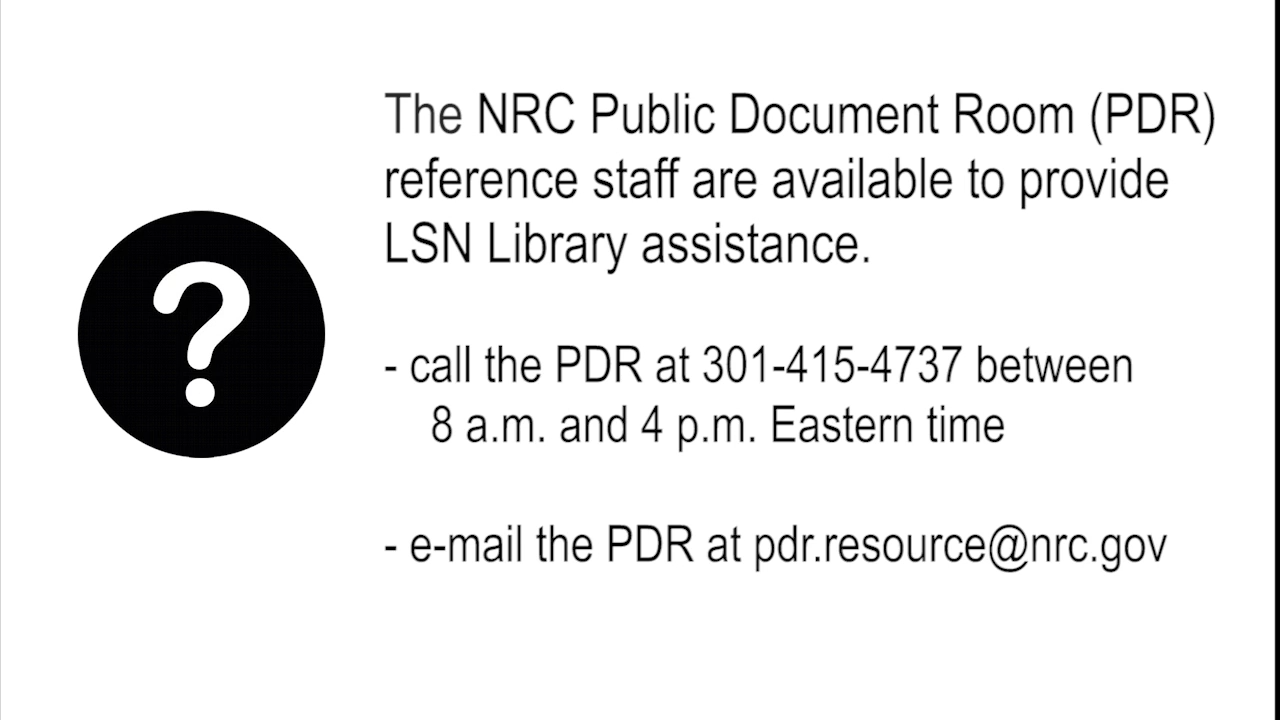 The NRC Public Document Room (PDR)
reference staff are available to provide
LSN Library assistance.
- call the PDR at 301-415-4737 between
8 a.m. and 4 p.m. Eastern time
- e-mail the PDR at pdr.resource@nrc.gov